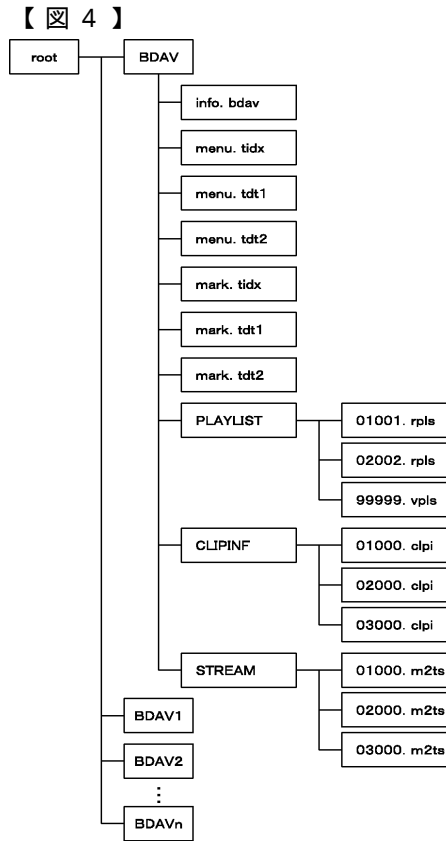 【図４】
root
BDAV
info. bdav
menu. tidx
menu. tdt1
menu. tdt2
mark. tidx
mark. tdt1
mark. tdt2
PLAYLIST
01001. rpls
02002. rpls
99999. vpls
CLIPINF
01000. clpi
02000. clpi
03000. clpi
STREAM
01000. m2ts
02000. m2ts
03000. m2ts
BDAV1
BDAV2
⋮
BDAVn